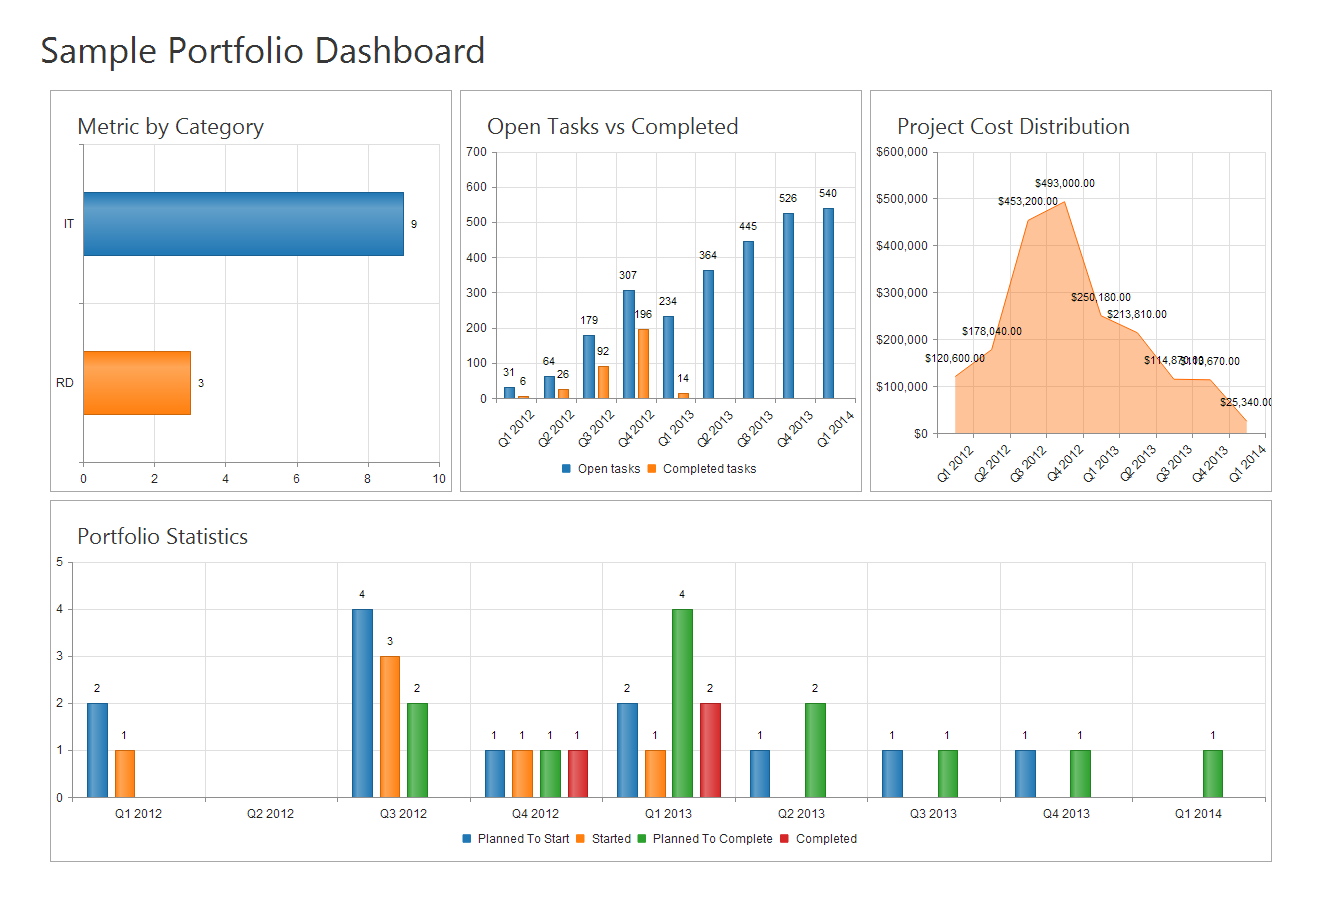 Sample Portfolio Dashboard
Metric by Category
IT
9
RD
3
0 2 4 6 8 10
Open Tasks vs Completed
700
600
500
400
300
200
100
0
31 6 64 26 179 92 307 196 234 14 364 445 526 540
Q1 2012 Q2 2012 Q3 2012 Q4 2012 Q1 2013 Q2 2013 Q3 2013 Q4 2013 Q1 2014
Open tasks Completed tasks
Project Cost Distribution
$600,000
$500,000
$400,000
$300,000
$200,000
$100,000
$0
$120,600.00 $178,040.00 $453,200.00 $493,000.00 $250,180.00 $213,810.00 $25,340.00
Q1 2012 Q2 2012 Q3 2012 Q4 2012 Q1 2013 Q2 2013 Q3 2013 Q4 2013 Q1 2014
Portfolio Statistics
5
4
3
2
1
0
2 1 4 3 2 1 1 1 1 2 1 4 2 1 2 1 1 1 1 1
Q1 2012 Q2 2012 Q3 2012 Q4 2012 Q1 2013 Q2 2013 Q3 2013 Q4 2013 Q1 2014
Planned To Start Started Planned To Complete Completed